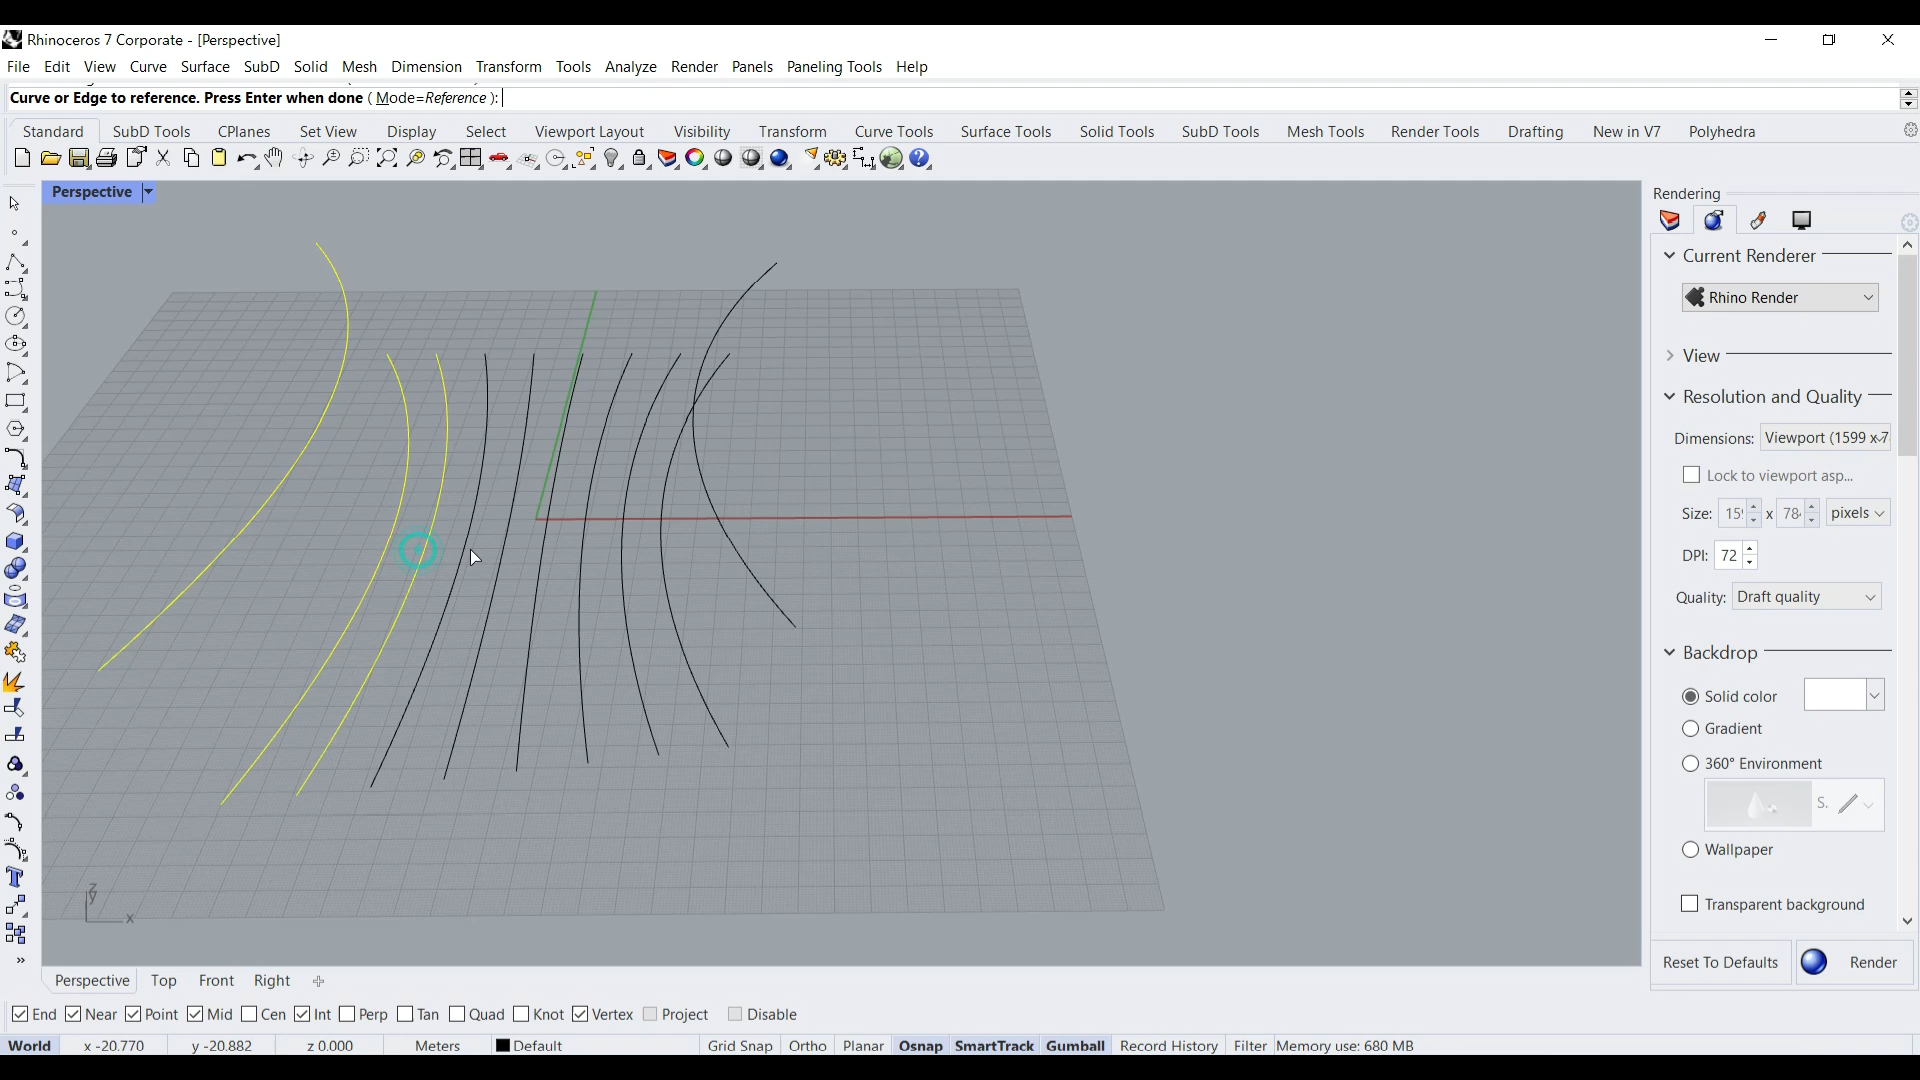 Rhinoceros 7 Corporate - [Perspective]
File Edit View Curve Surface SubD Solid Mesh Dimension Transform Tools Analyze Render Panels Paneling Tools Help
Curve or Edge to reference. Press Enter when done ( Mode=Reference ):
Standard SubD Tools CPlanes Set View Display Select Viewport Layout Visibility Transform Curve Tools Surface Tools Solid Tools SubD Tools Mesh Tools Render Tools Drafting New in V7 Polyhedra
Perspective
Rendering
Current Renderer
Rhino Render
View
Resolution and Quality
Dimensions: Viewport (1599 x 7
Lock to viewport asp...
Size: 15 x 78 pixels
DPI: 72
Quality: Draft quality
Backdrop
Solid color
Gradient
360° Environment
S.
Wallpaper
Transparent background
Reset To Defaults Render
z
y
x
Perspective Top Front Right
End Near Point Mid Cen Int Perp Tan Quad Knot Vertex Project Disable
World x -20.770 y -20.882 z 0.000 Meters Default Grid Snap Ortho Planar Osnap SmartTrack Gumball Record History Filter Memory use: 680 MB